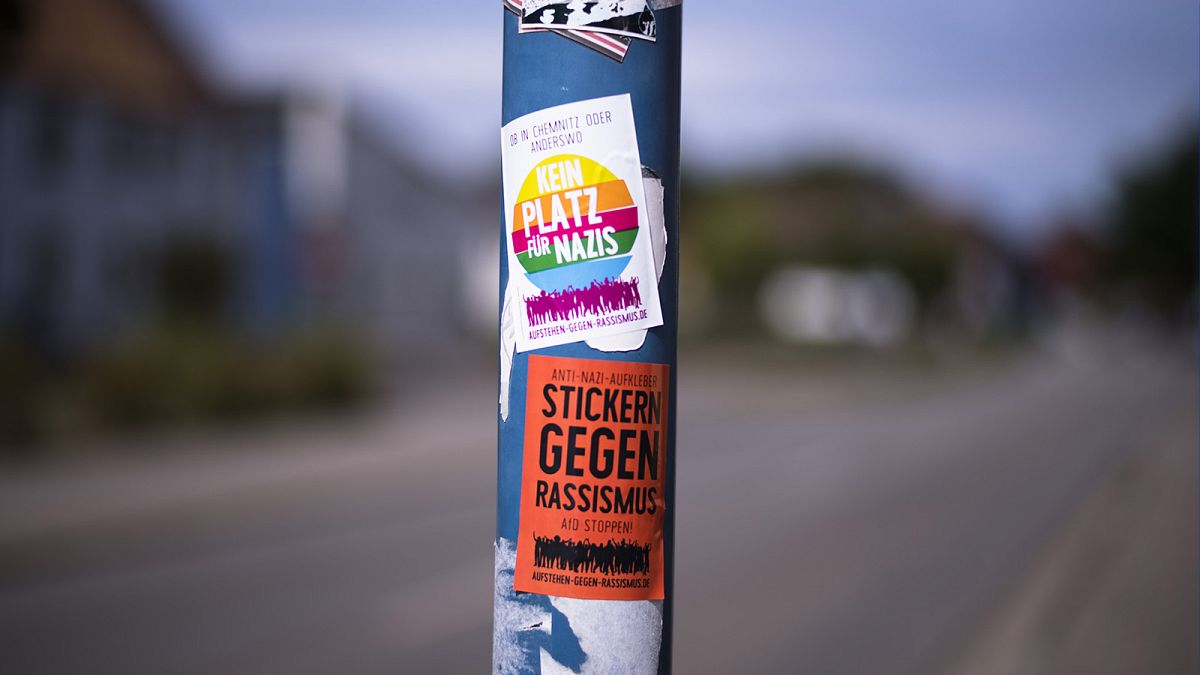 OB IN CHEMNITZ ODER
ANDERSWO
KEIN
PLATZ
FÜR NAZIS
AUFSTEHEN-GEGEN-RASSISMUS.DE
ANTI-NAZI-AUFKLEBER
STICKERN
GEGEN
RASSISMUS
AfD STOPPEN!
AUFSTEHEN-GEGEN-RASSISMUS.DE